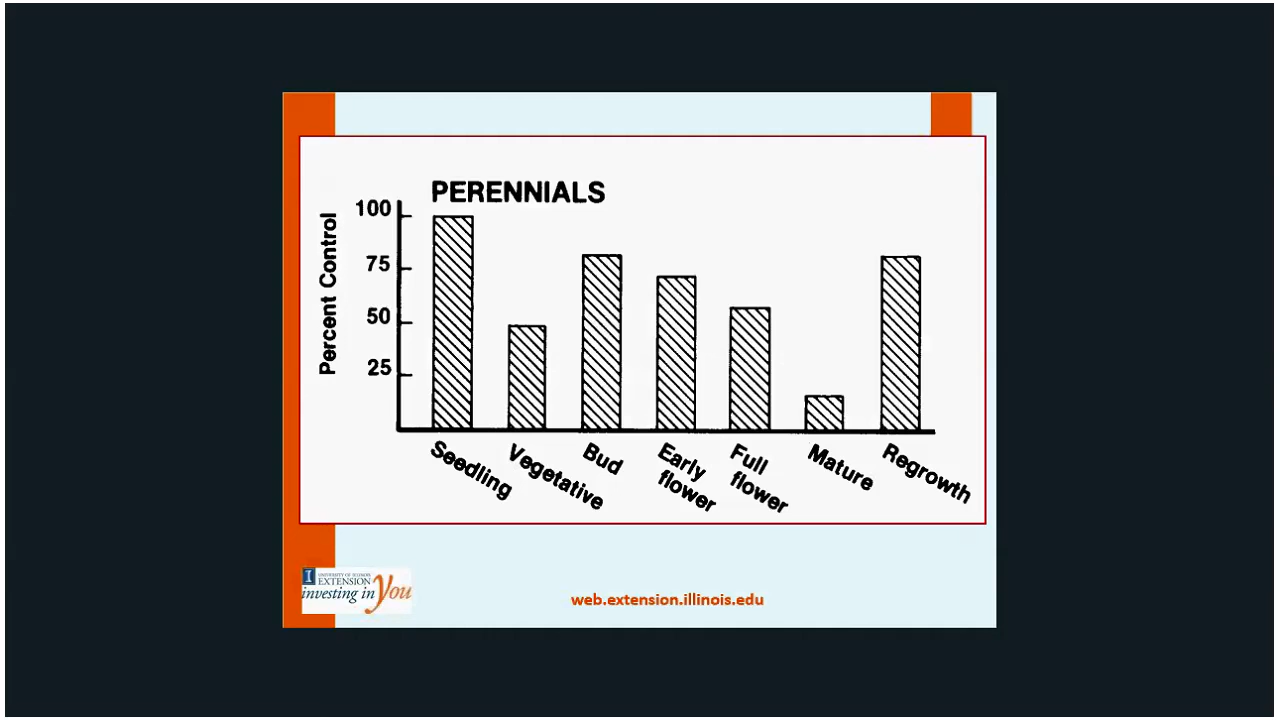 PERENNIALS
Percent Control
100
75
50
25
Seedling
Vegetative
Bud
Early
flower
Full
flower
Mature
Regrowth
I
UNIVERSITY OF ILLINOIS
EXTENSION
investing in You
web.extension.illinois.edu